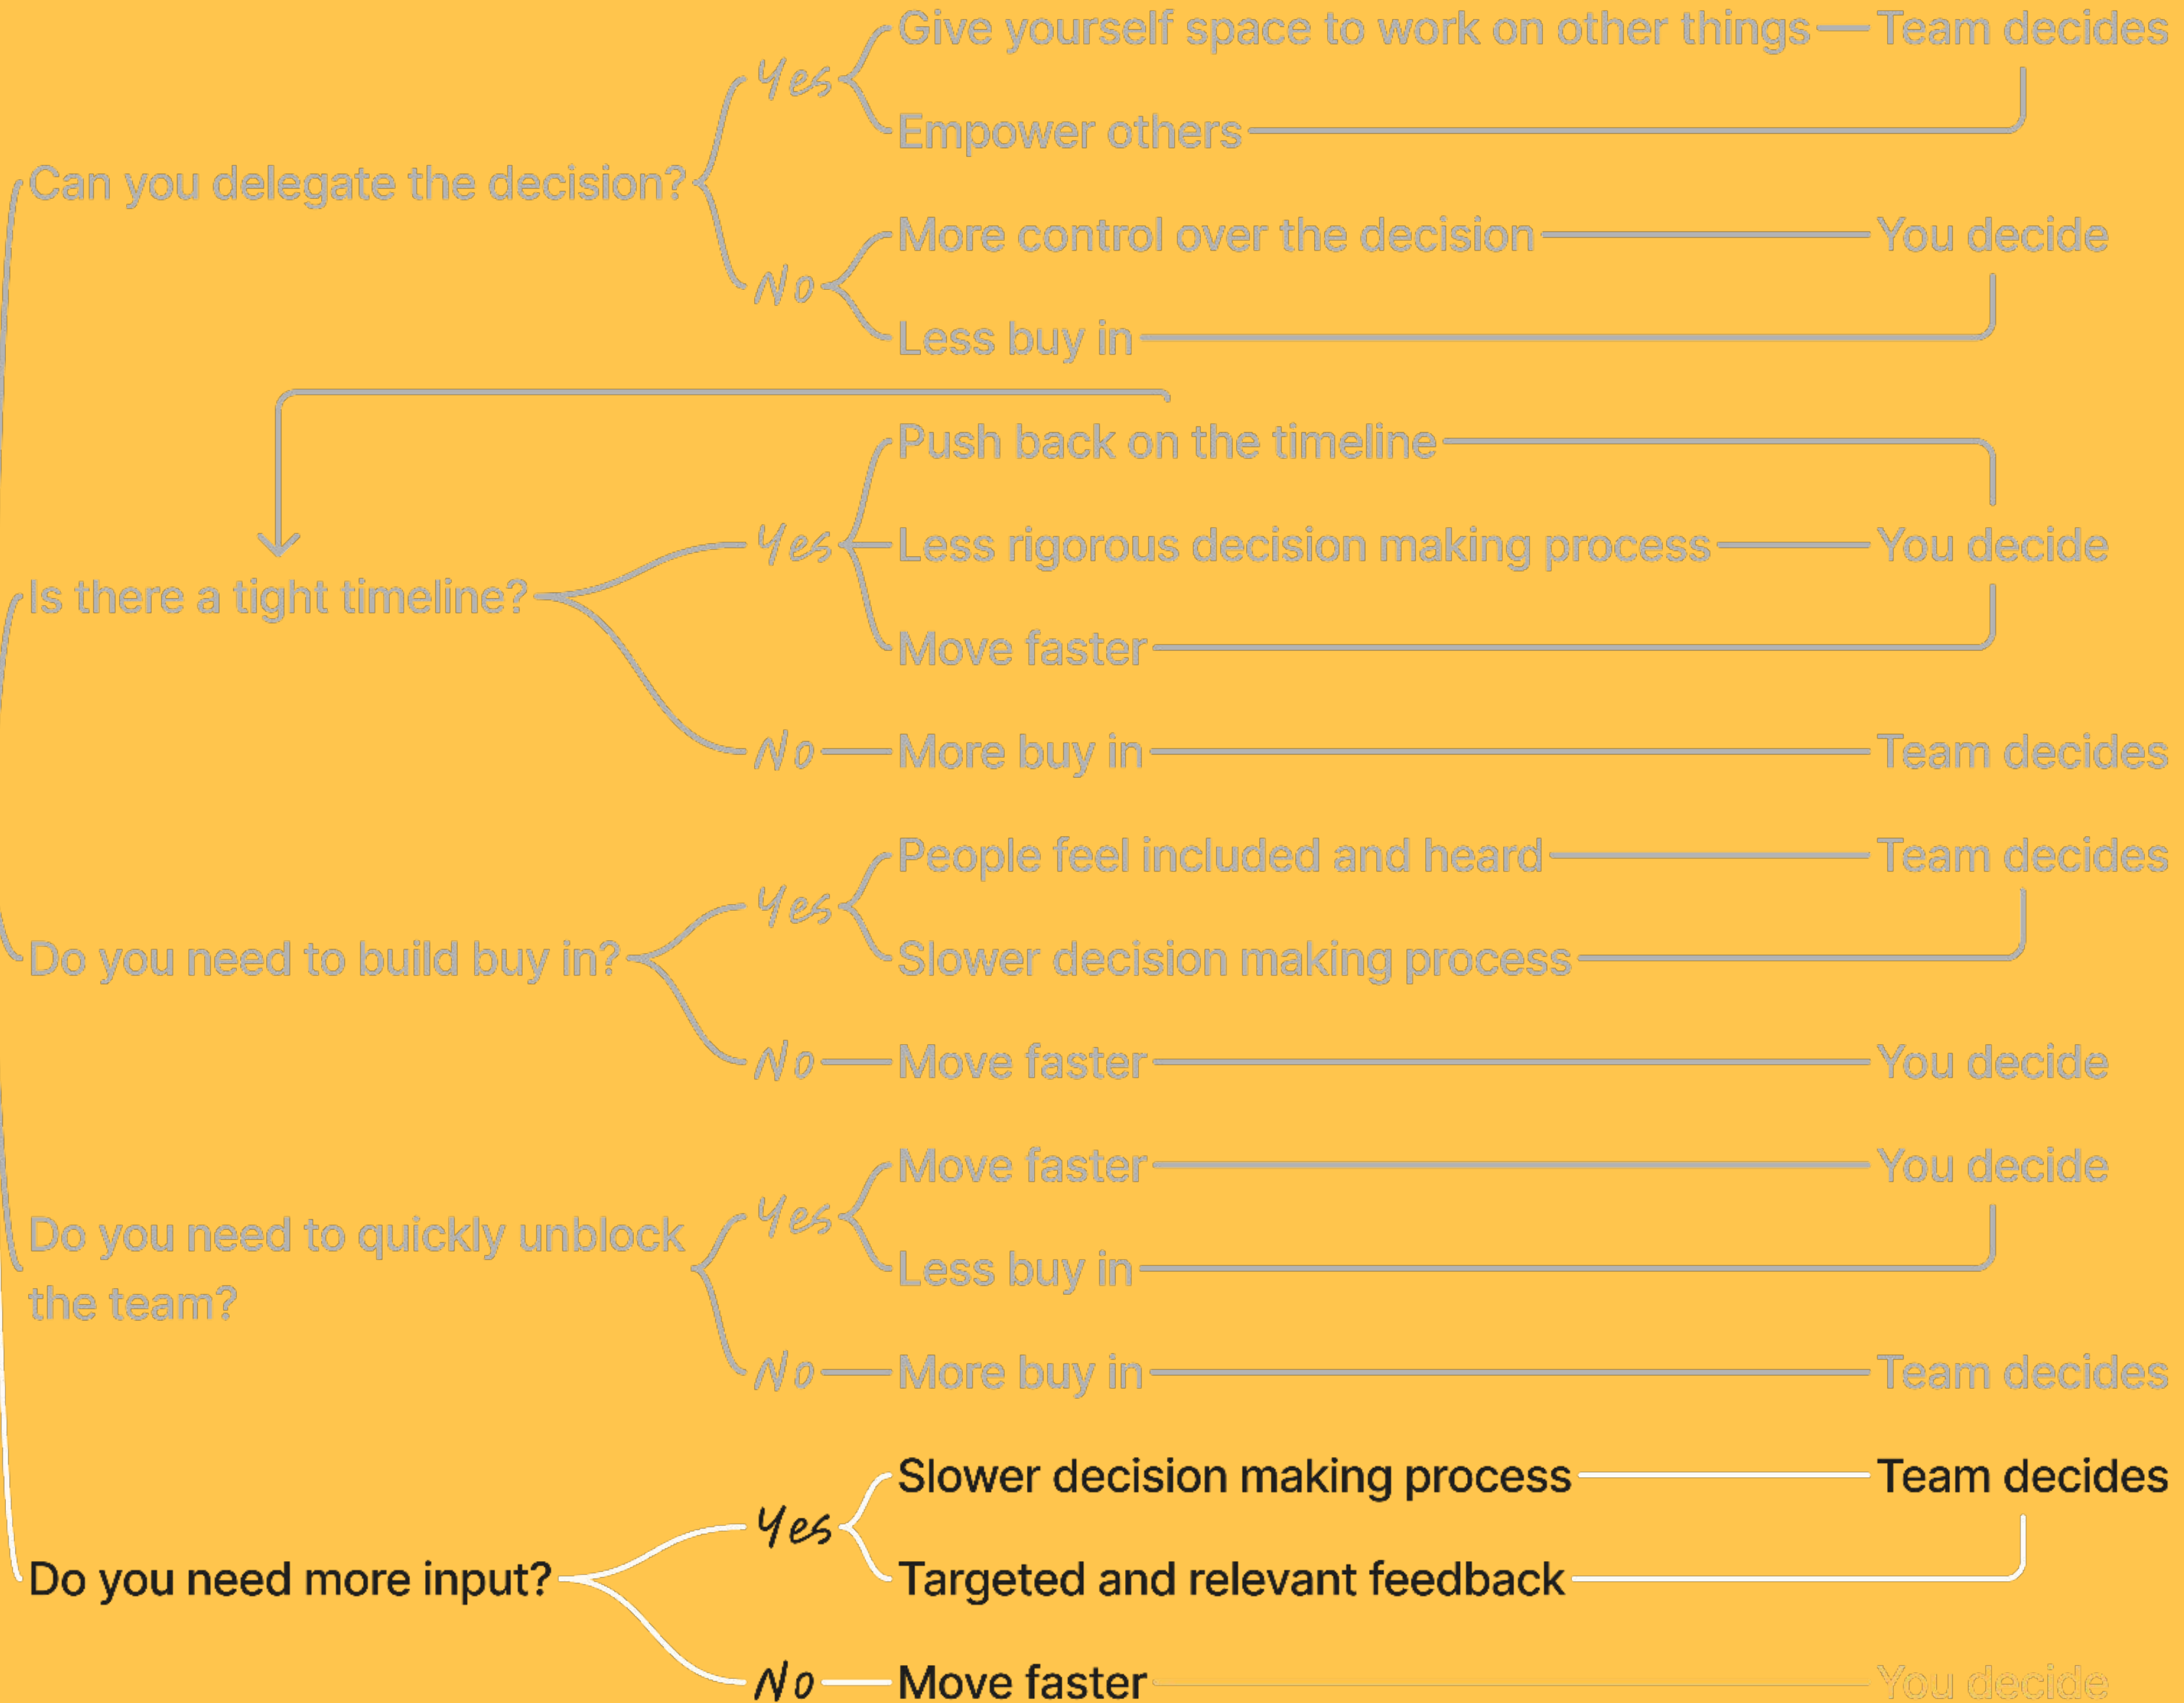 Give yourself space to work on other things
Team decides
Yes
Empower others
Can you delegate the decision?
More control over the decision
You decide
No
Less buy in
Push back on the timeline
Yes
Less rigorous decision making process
You decide
Is there a tight timeline?
Move faster
No
More buy in
Team decides
People feel included and heard
Team decides
Yes
Do you need to build buy in?
Slower decision making process
No
Move faster
You decide
Move faster
You decide
Yes
Do you need to quickly unblock
the team?
Less buy in
No
More buy in
Team decides
Slower decision making process
Team decides
Yes
Do you need more input?
Targeted and relevant feedback
No
Move faster
You decide